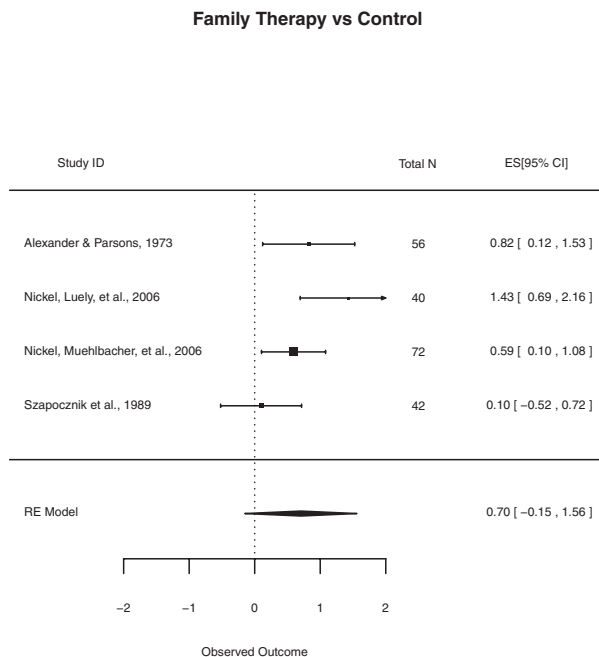 Family Therapy vs Control
Study ID Total N ES[95% CI]
Alexander & Parsons, 1973 56 0.82 [ 0.12 , 1.53 ]
Nickel, Luely, et al., 2006 40 1.43 [ 0.69 , 2.16 ]
Nickel, Muehlbacher, et al., 2006 72 0.59 [ 0.10 , 1.08 ]
Szapocznik et al., 1989 42 0.10 [ −0.52 , 0.72 ]
RE Model 0.70 [ −0.15 , 1.56 ]
−2 −1 0 1 2
Observed Outcome